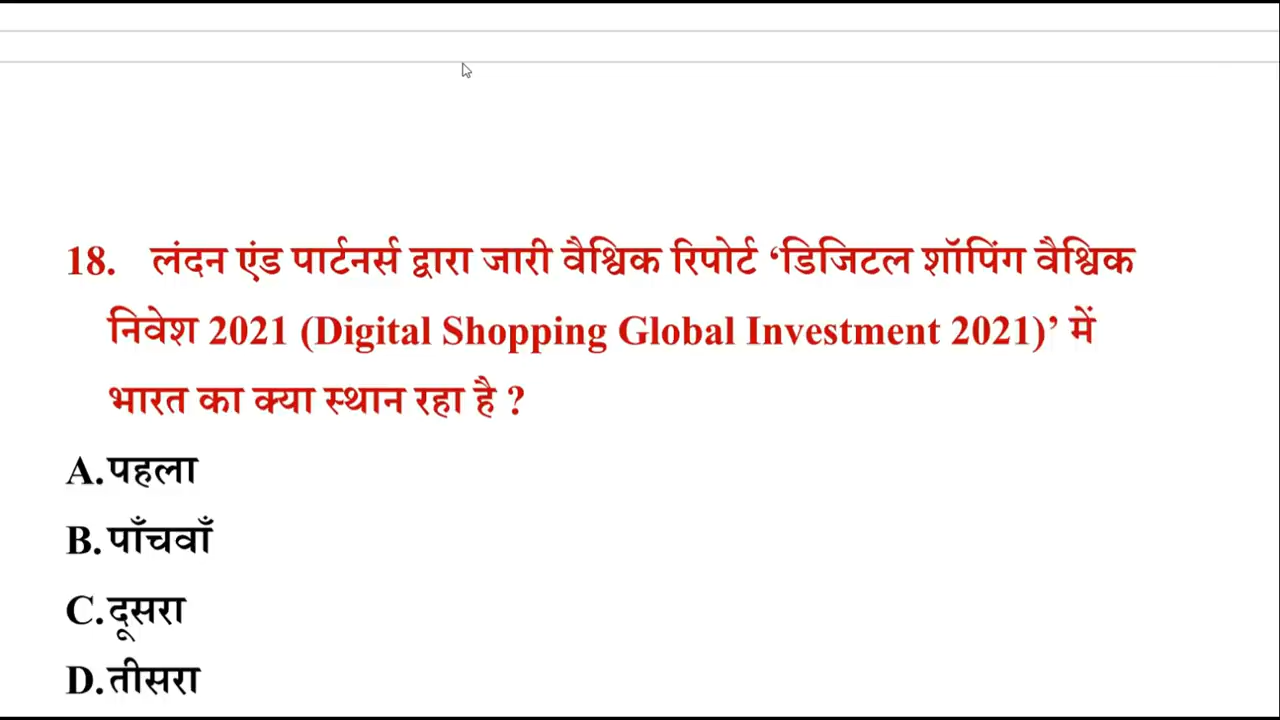 18. लंदन एंड पार्टनर्स द्वारा जारी वैश्विक रिपोर्ट ‘डिजिटल शॉपिंग वैश्विक
निवेश 2021 (Digital Shopping Global Investment 2021)’ में
भारत का क्या स्थान रहा है ?
A.पहला
B.पाँचवाँ
C.दूसरा
D.तीसरा